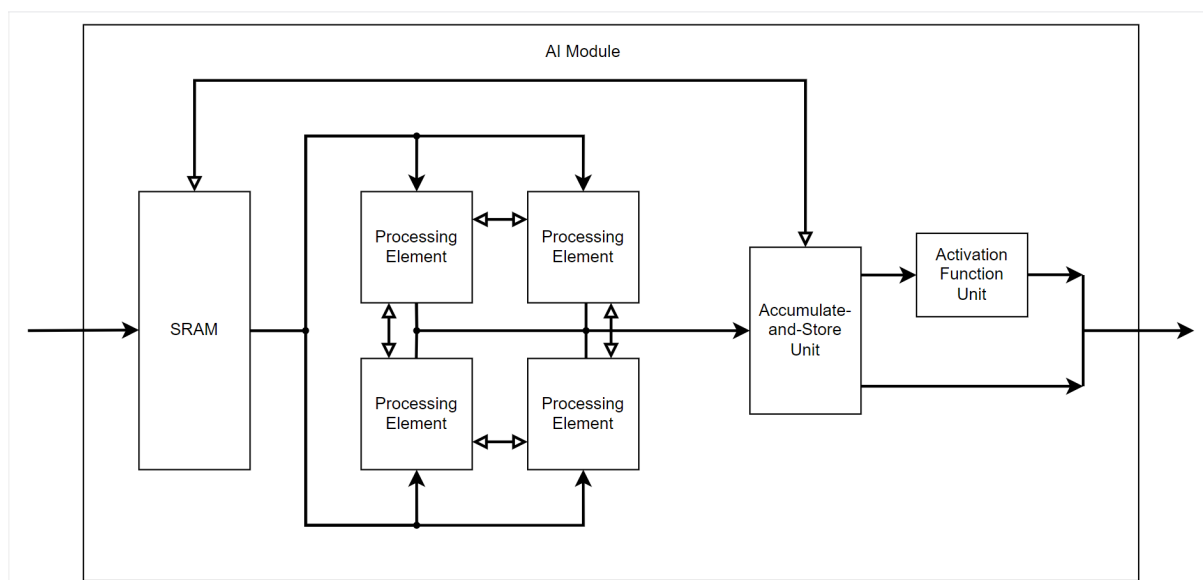 AI Module
SRAM
Processing
Element
Processing
Element
Processing
Element
Processing
Element
Accumulate-
and-Store
Unit
Activation
Function
Unit